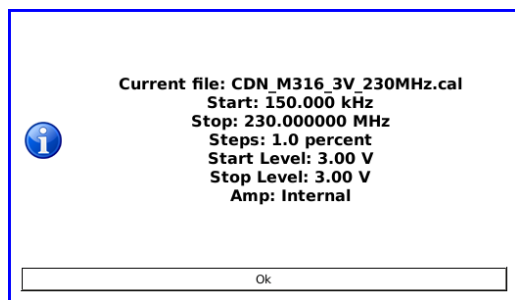 Current file: CDN_M316_3V_230MHz.cal
Start: 150.000 kHz
Stop: 230.000000 MHz
Steps: 1.0 percent
Start Level: 3.00 V
Stop Level: 3.00 V
Amp: Internal
Ok